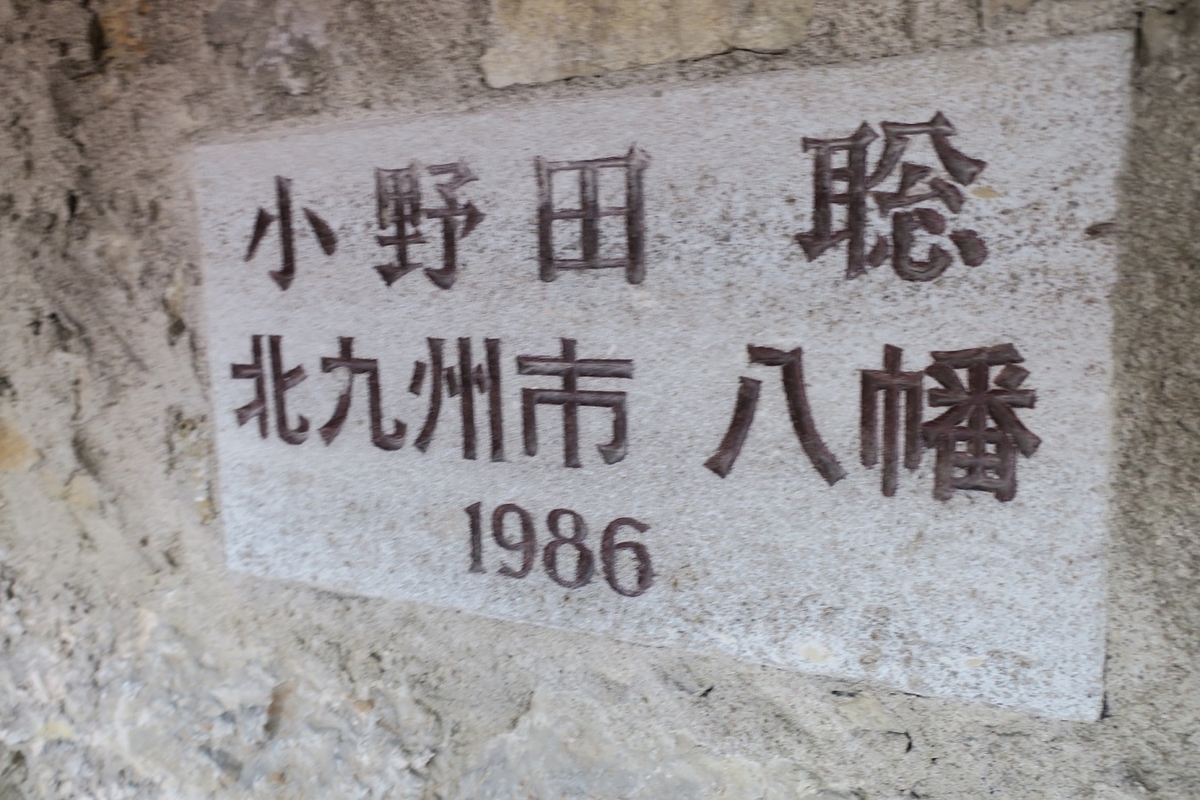 小野田 聡
北九州市 八幡
1986